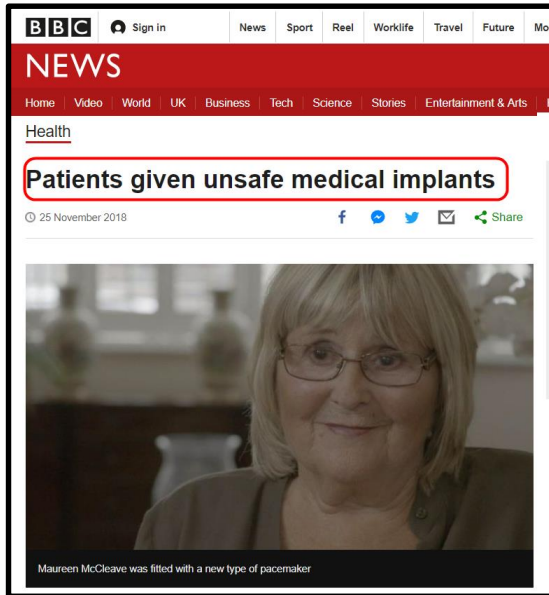 BBC Sign in News Sport Reel Worklife Travel Future Mo
NEWS
Home Video World UK Business Tech Science Stories Entertainment & Arts
Health
Patients given unsafe medical implants
25 November 2018 Share
Maureen McCleave was fitted with a new type of pacemaker